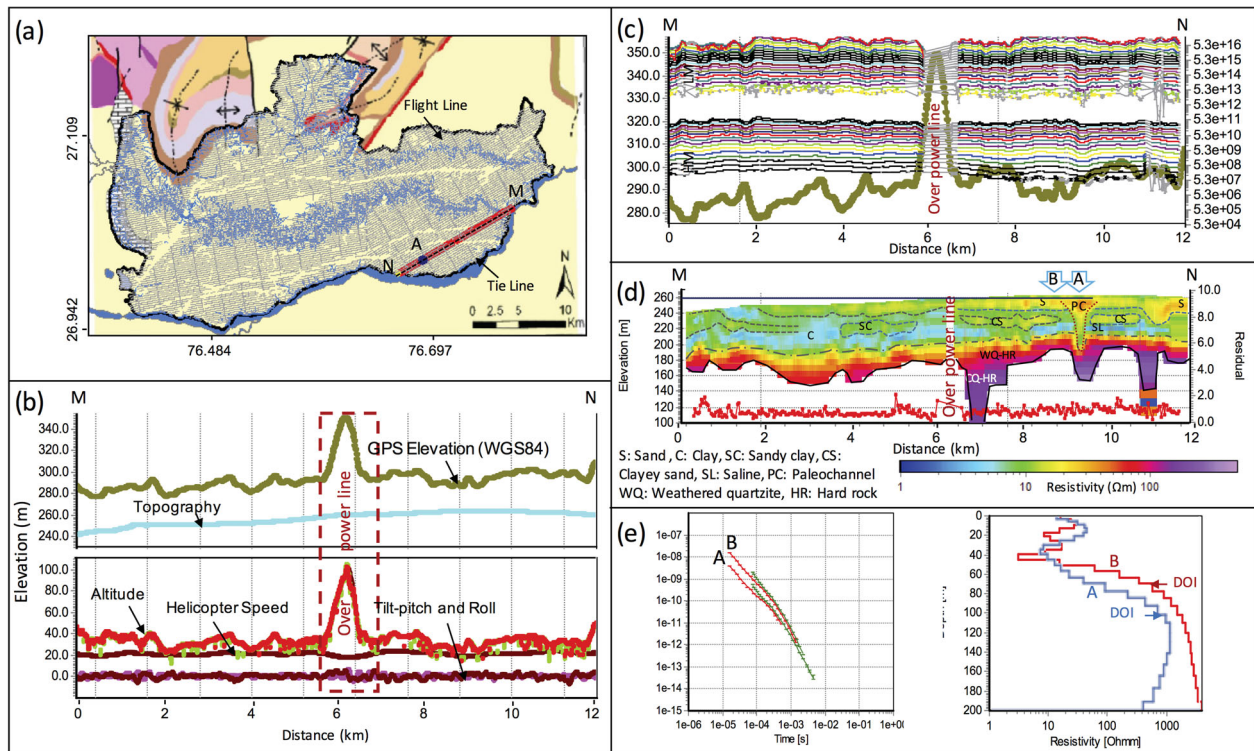 (a)
27.109
26.942
76.484
76.697
Flight Line
M
A
N
Tie Line
N
0 2.5 5 10
Km
(b)
M N
340.0
320.0
300.0
280.0
260.0
240.0
GPS Elevation (WGS84)
Topography
Over power line
Elevation (m)
100.0
80.0
60.0
40.0
20.0
0.0
Altitude
Helicopter Speed
Tilt-pitch and Roll
0 2 4 6 8 10 12
Distance (km)
(c)
M N
350.0
340.0
330.0
320.0
310.0
300.0
290.0
280.0
5.3e+16
5.3e+15
5.3e+14
5.3e+13
5.3e+12
5.3e+11
5.3e+10
5.3e+09
5.3e+08
5.3e+07
5.3e+06
5.3e+05
5.3e+04
Over power line
0 2 4 6 8 10 12
Distance (km)
(d)
M N
B A
Elevation [m]
260
240
220
200
180
160
140
120
100
10.0
8.0
6.0
4.0
2.0
0.0
Residual
S PC S
SC CS CS
C SL
WQ-HR
Over power line
0 2 4 6 8 10 12
Distance (km)
S: Sand , C: Clay, SC: Sandy clay, CS:
Clayey sand, SL: Saline, PC: Paleochannel
WQ: Weathered quartzite, HR: Hard rock
1 10 Resistivity (Ωm) 100
(e)
1e-07
1e-08
1e-09
1e-10
1e-11
1e-12
1e-13
1e-14
1e-15
B
A
1e-06 1e-05 1e-04 1e-03 1e-02 1e-01 1e+0
Time [s]
0
20
40
60
80
100
120
140
160
180
200
B
DOI
A
DOI
1 10 100 1000
Resistivity [Ohmm]